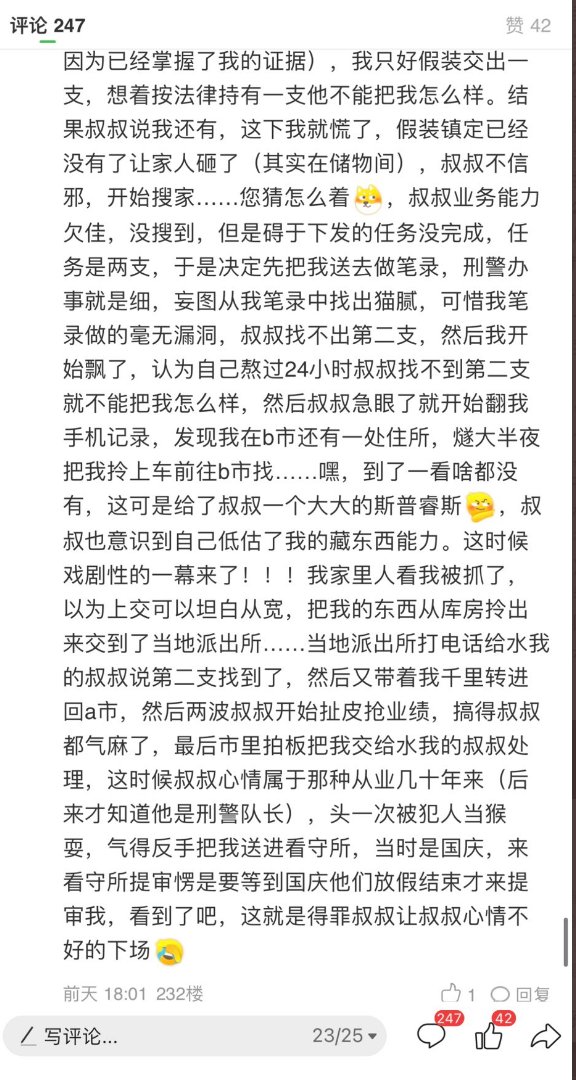 评论 247
赞 42
因为已经掌握了我的证据），我只好假装交出一
支，想着按法律持有一支他不能把我怎么样。结
果叔叔说我还有，这下我就慌了，假装镇定已经
没有了让家人砸了（其实在储物间），叔叔不信
邪，开始搜家……您猜怎么着，叔叔业务能力
欠佳，没搜到，但是碍于下发的任务没完成，任
务是两支，于是决定先把我送去做笔录，刑警办
事就是细，妄图从我笔录中找出猫腻，可惜我笔
录做的毫无漏洞，叔叔找不出第二支，然后我开
始飘了，认为自己熬过24小时叔叔找不到第二支
就不能把我怎么样，然后叔叔急眼了就开始翻我
手机记录，发现我在b市还有一处住所，燧大半夜
把我拎上车前往b市找……嘿，到了一看啥都没
有，这可是给了叔叔一个大大的斯普睿斯，叔
叔也意识到自己低估了我的藏东西能力。这时候
戏剧性的一幕来了！！！我家里人看我被抓了，
以为上交可以坦白从宽，把我的东西从库房拎出
来交到了当地派出所……当地派出所打电话给水我
的叔叔说第二支找到了，然后又带着我千里转进
回a市，然后两波叔叔开始扯皮抢业绩，搞得叔叔
都气麻了，最后市里拍板把我交给水我的叔叔处
理，这时候叔叔心情属于那种从业几十年来（后
来才知道他是刑警队长），头一次被犯人当猴
耍，气得反手把我送进看守所，当时是国庆，来
看守所提审愣是要等到国庆他们放假结束才来提
审我，看到了吧，这就是得罪叔叔让叔叔心情不
好的下场
前天 18:01 232楼
1 回复
写评论... 23/25
247 42